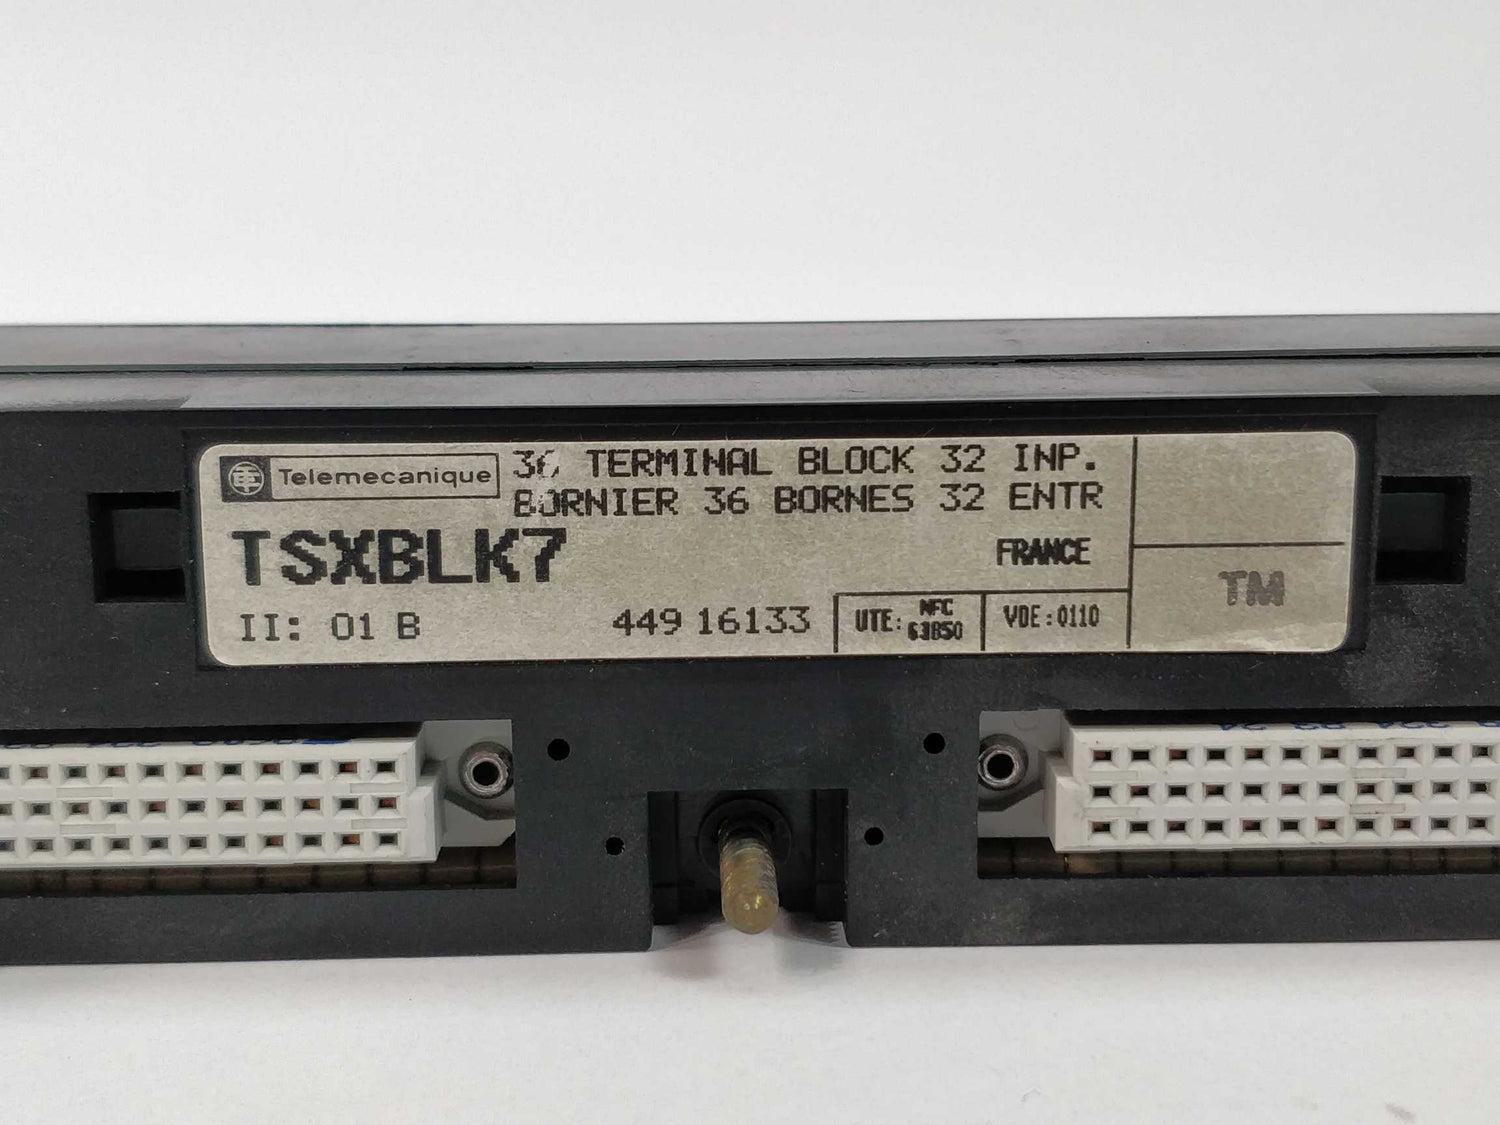 Telemecanique
36 TERMINAL BLOCK 32 INP.
BORNIER 36 BORNES 32 ENTR
TSXBLK7
FRANCE
II: 01 B
449 16133
UTE: NFC 63850
VDE:0110
TM